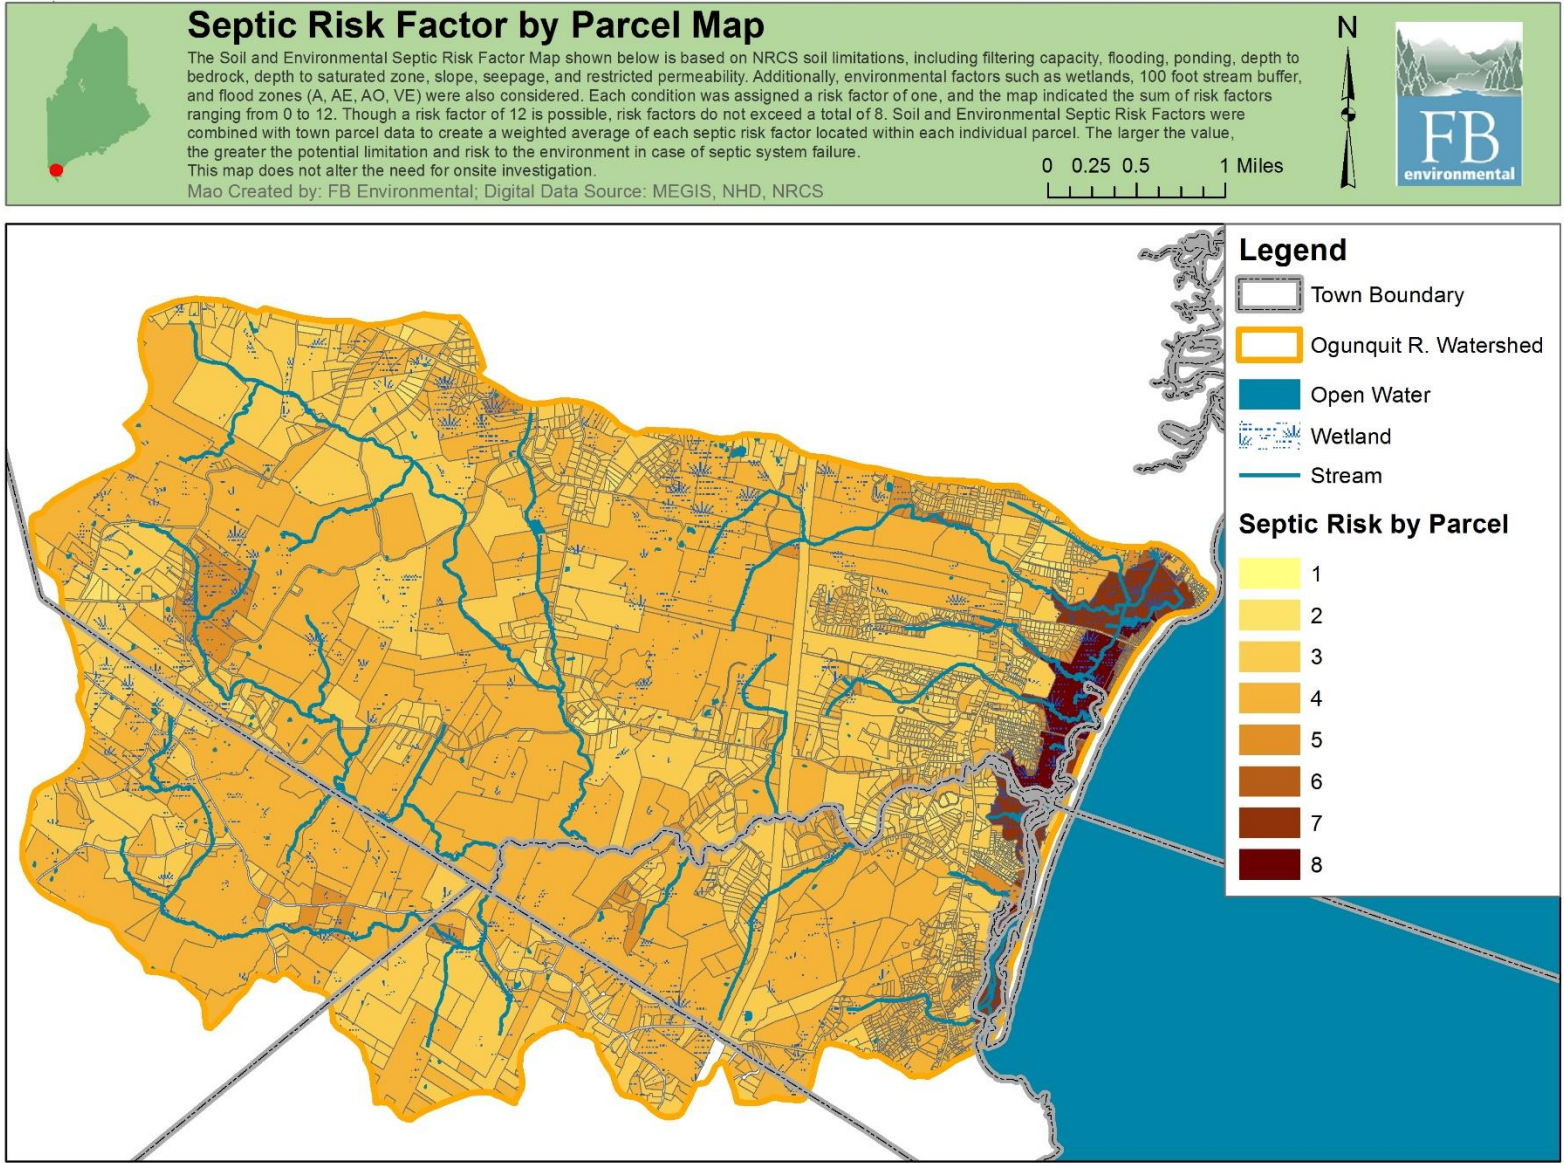 Septic Risk Factor by Parcel Map
The Soil and Environmental Septic Risk Factor Map shown below is based on NRCS soil limitations, including filtering capacity, flooding, ponding, depth to
bedrock, depth to saturated zone, slope, seepage, and restricted permeability. Additionally, environmental factors such as wetlands, 100 foot stream buffer,
and flood zones (A, AE, AO, VE) were also considered. Each condition was assigned a risk factor of one, and the map indicated the sum of risk factors
ranging from 0 to 12. Though a risk factor of 12 is possible, risk factors do not exceed a total of 8. Soil and Environmental Septic Risk Factors were
combined with town parcel data to create a weighted average of each septic risk factor located within each individual parcel. The larger the value,
the greater the potential limitation and risk to the environment in case of septic system failure.
This map does not alter the need for onsite investigation.
Mao Created by: FB Environmental; Digital Data Source: MEGIS, NHD, NRCS
0 0.25 0.5 1 Miles
N
FB
environmental
Legend
Town Boundary
Ogunquit R. Watershed
Open Water
Wetland
Stream
Septic Risk by Parcel
1
2
3
4
5
6
7
8